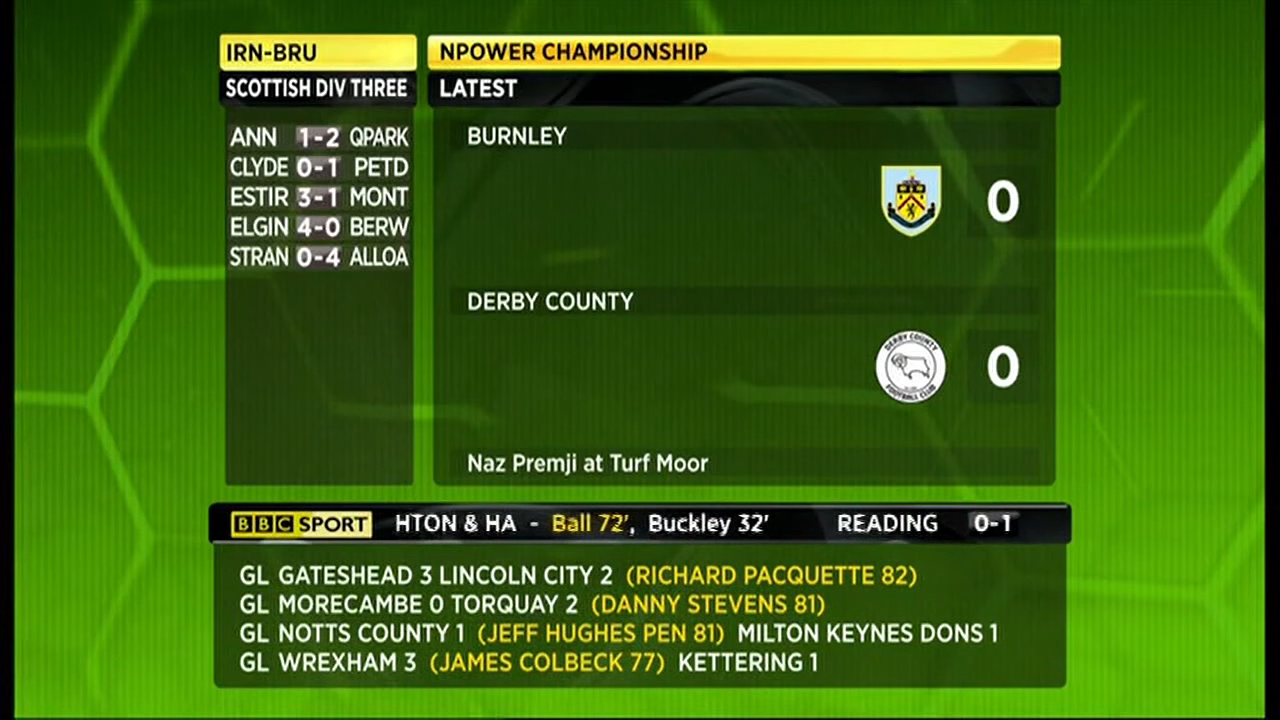 IRN-BRU
SCOTTISH DIV THREE
ANN 1-2 QPARK
CLYDE 0-1 PETD
ESTIR 3-1 MONT
ELGIN 4-0 BERW
STRAN 0-4 ALLOA
NPOWER CHAMPIONSHIP
LATEST
BURNLEY
0
DERBY COUNTY
DERBY COUNTY
FOOTBALL CLUB
0
Naz Premji at Turf Moor
BBC SPORT HTON & HA - Ball 72', Buckley 32' READING 0-1
GL GATESHEAD 3 LINCOLN CITY 2 (RICHARD PACQUETTE 82)
GL MORECAMBE 0 TORQUAY 2 (DANNY STEVENS 81)
GL NOTTS COUNTY 1 (JEFF HUGHES PEN 81) MILTON KEYNES DONS 1
GL WREXHAM 3 (JAMES COLBECK 77) KETTERING 1